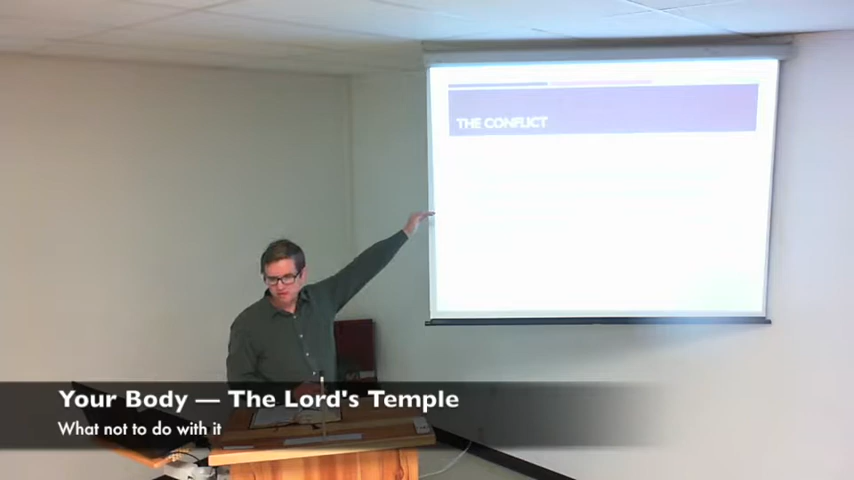 THE CONFLICT
Your Body — The Lord's Temple
What not to do with it